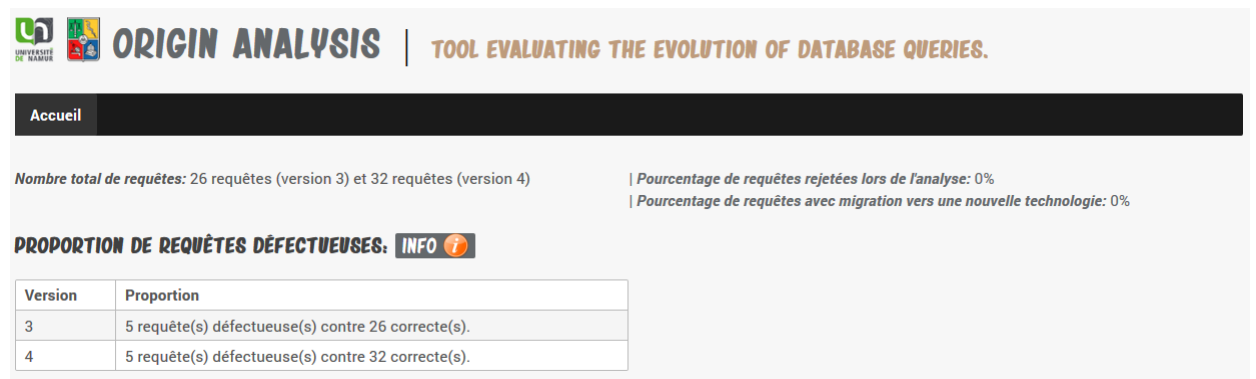 UNIVERSITÉ
DE NAMUR
ORIGIN ANALYSIS | TOOL EVALUATING THE EVOLUTION OF DATABASE QUERIES.
Accueil
Nombre total de requêtes: 26 requêtes (version 3) et 32 requêtes (version 4)
| Pourcentage de requêtes rejetées lors de l'analyse: 0%
| Pourcentage de requêtes avec migration vers une nouvelle technologie: 0%
PROPORTION DE REQUÊTES DÉFECTUEUSES: INFO i
Version Proportion
3 5 requête(s) défectueuse(s) contre 26 correcte(s).
4 5 requête(s) défectueuse(s) contre 32 correcte(s).